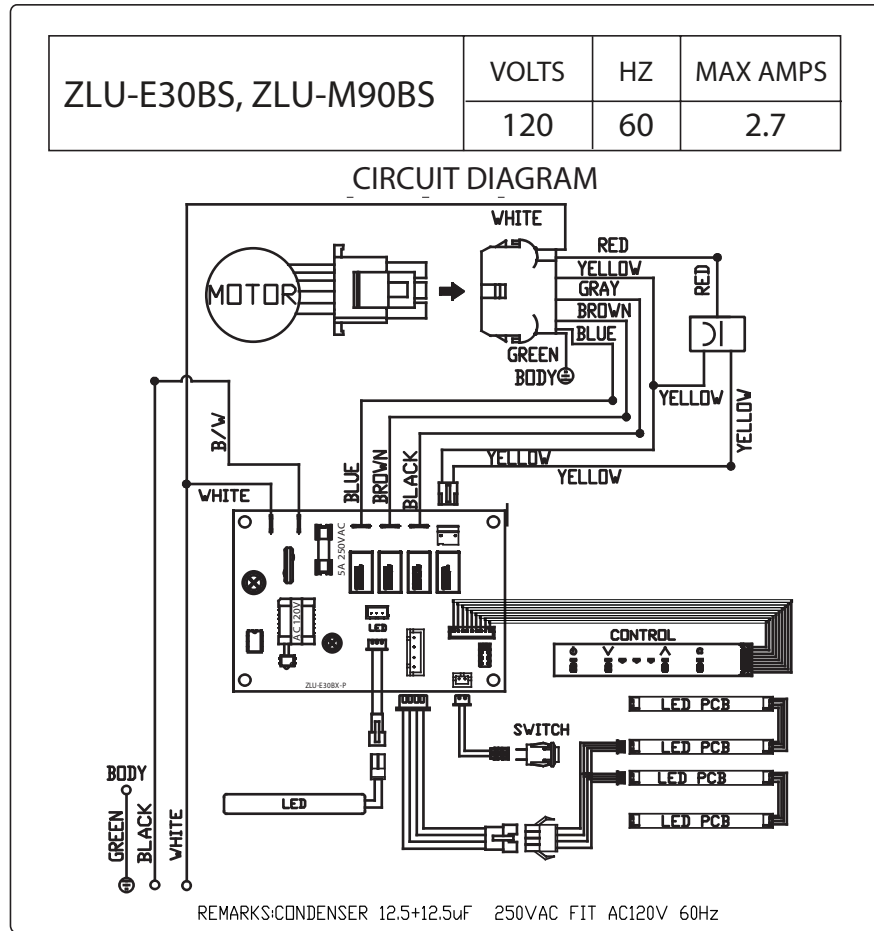 ZLU-E30BS, ZLU-M90BS
VOLTS HZ MAX AMPS
120 60 2.7
CIRCUIT DIAGRAM
WHITE
RED
YELLOW
GRAY
BROWN
BLUE
GREEN
BODY
MOTOR
RED
YELLOW
YELLOW
B/W
WHITE
BLUE
BROWN
BLACK
YELLOW
YELLOW
5A 250VAC
AC120V
LED
ZLU-E30BX-P
CONTROL
SWITCH
LED PCB
LED PCB
LED PCB
LED PCB
LED
BODY
GREEN
BLACK
WHITE
REMARKS:CONDENSER 12.5+12.5uF 250VAC FIT AC120V 60Hz